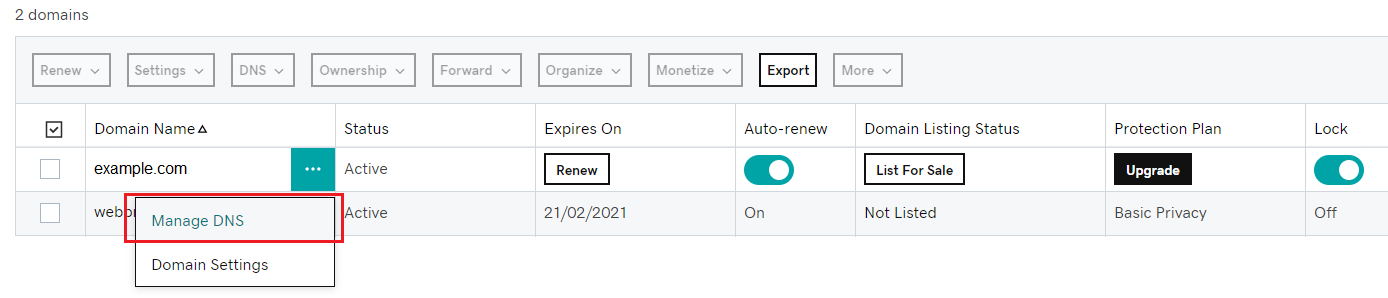 2 domains
Renew Settings DNS Ownership Forward Organize Monetize Export More
Domain Name Status Expires On Auto-renew Domain Listing Status Protection Plan Lock
example.com ... Active Renew List For Sale Upgrade
Active 21/02/2021 On Not Listed Basic Privacy Off
Manage DNS
Domain Settings